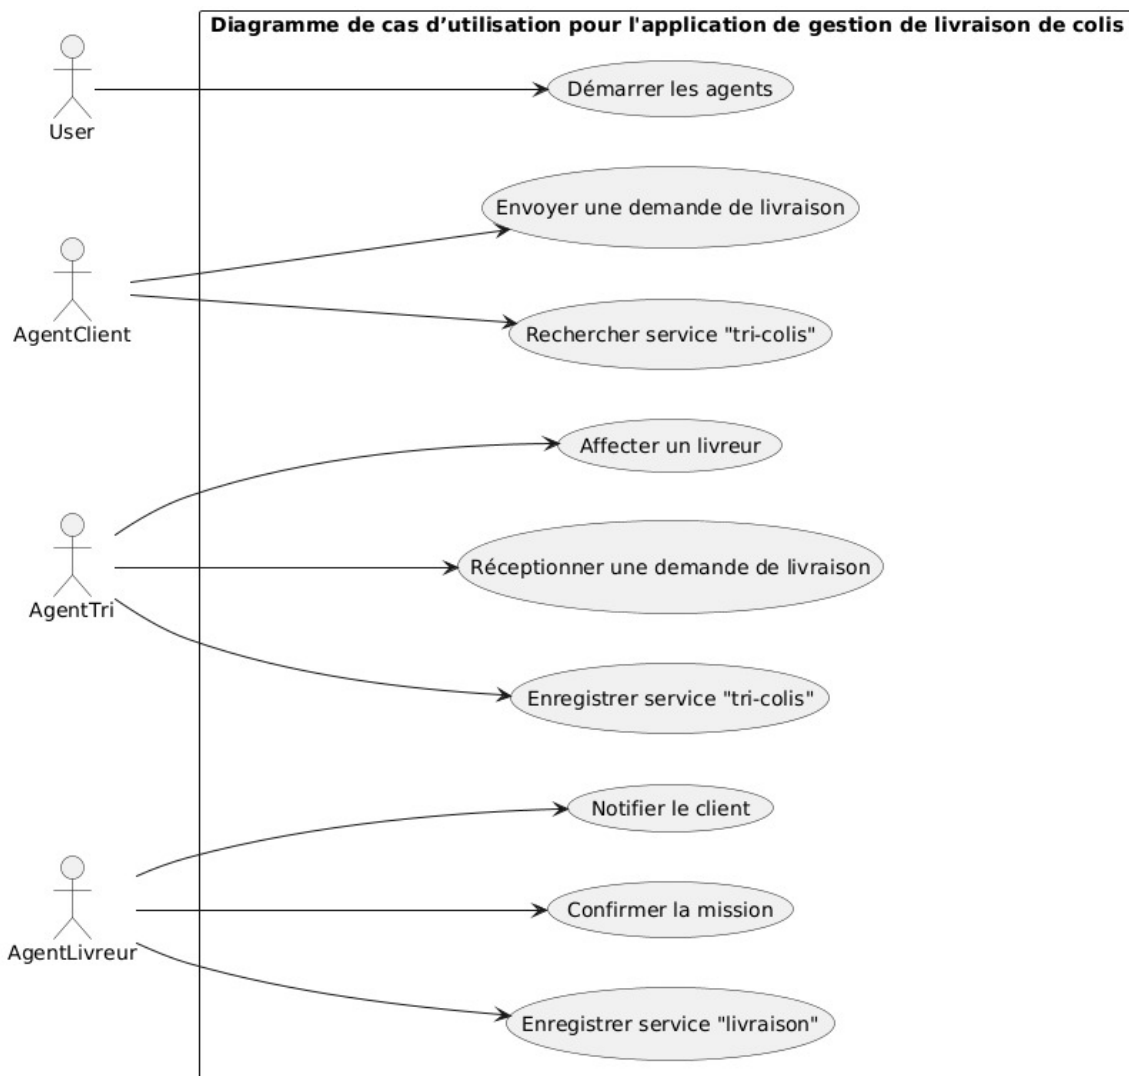 Diagramme de cas d’utilisation pour l'application de gestion de livraison de colis
User
Démarrer les agents
Envoyer une demande de livraison
AgentClient
Rechercher service "tri-colis"
Affecter un livreur
Réceptionner une demande de livraison
AgentTri
Enregistrer service "tri-colis"
Notifier le client
Confirmer la mission
AgentLivreur
Enregistrer service "livraison"